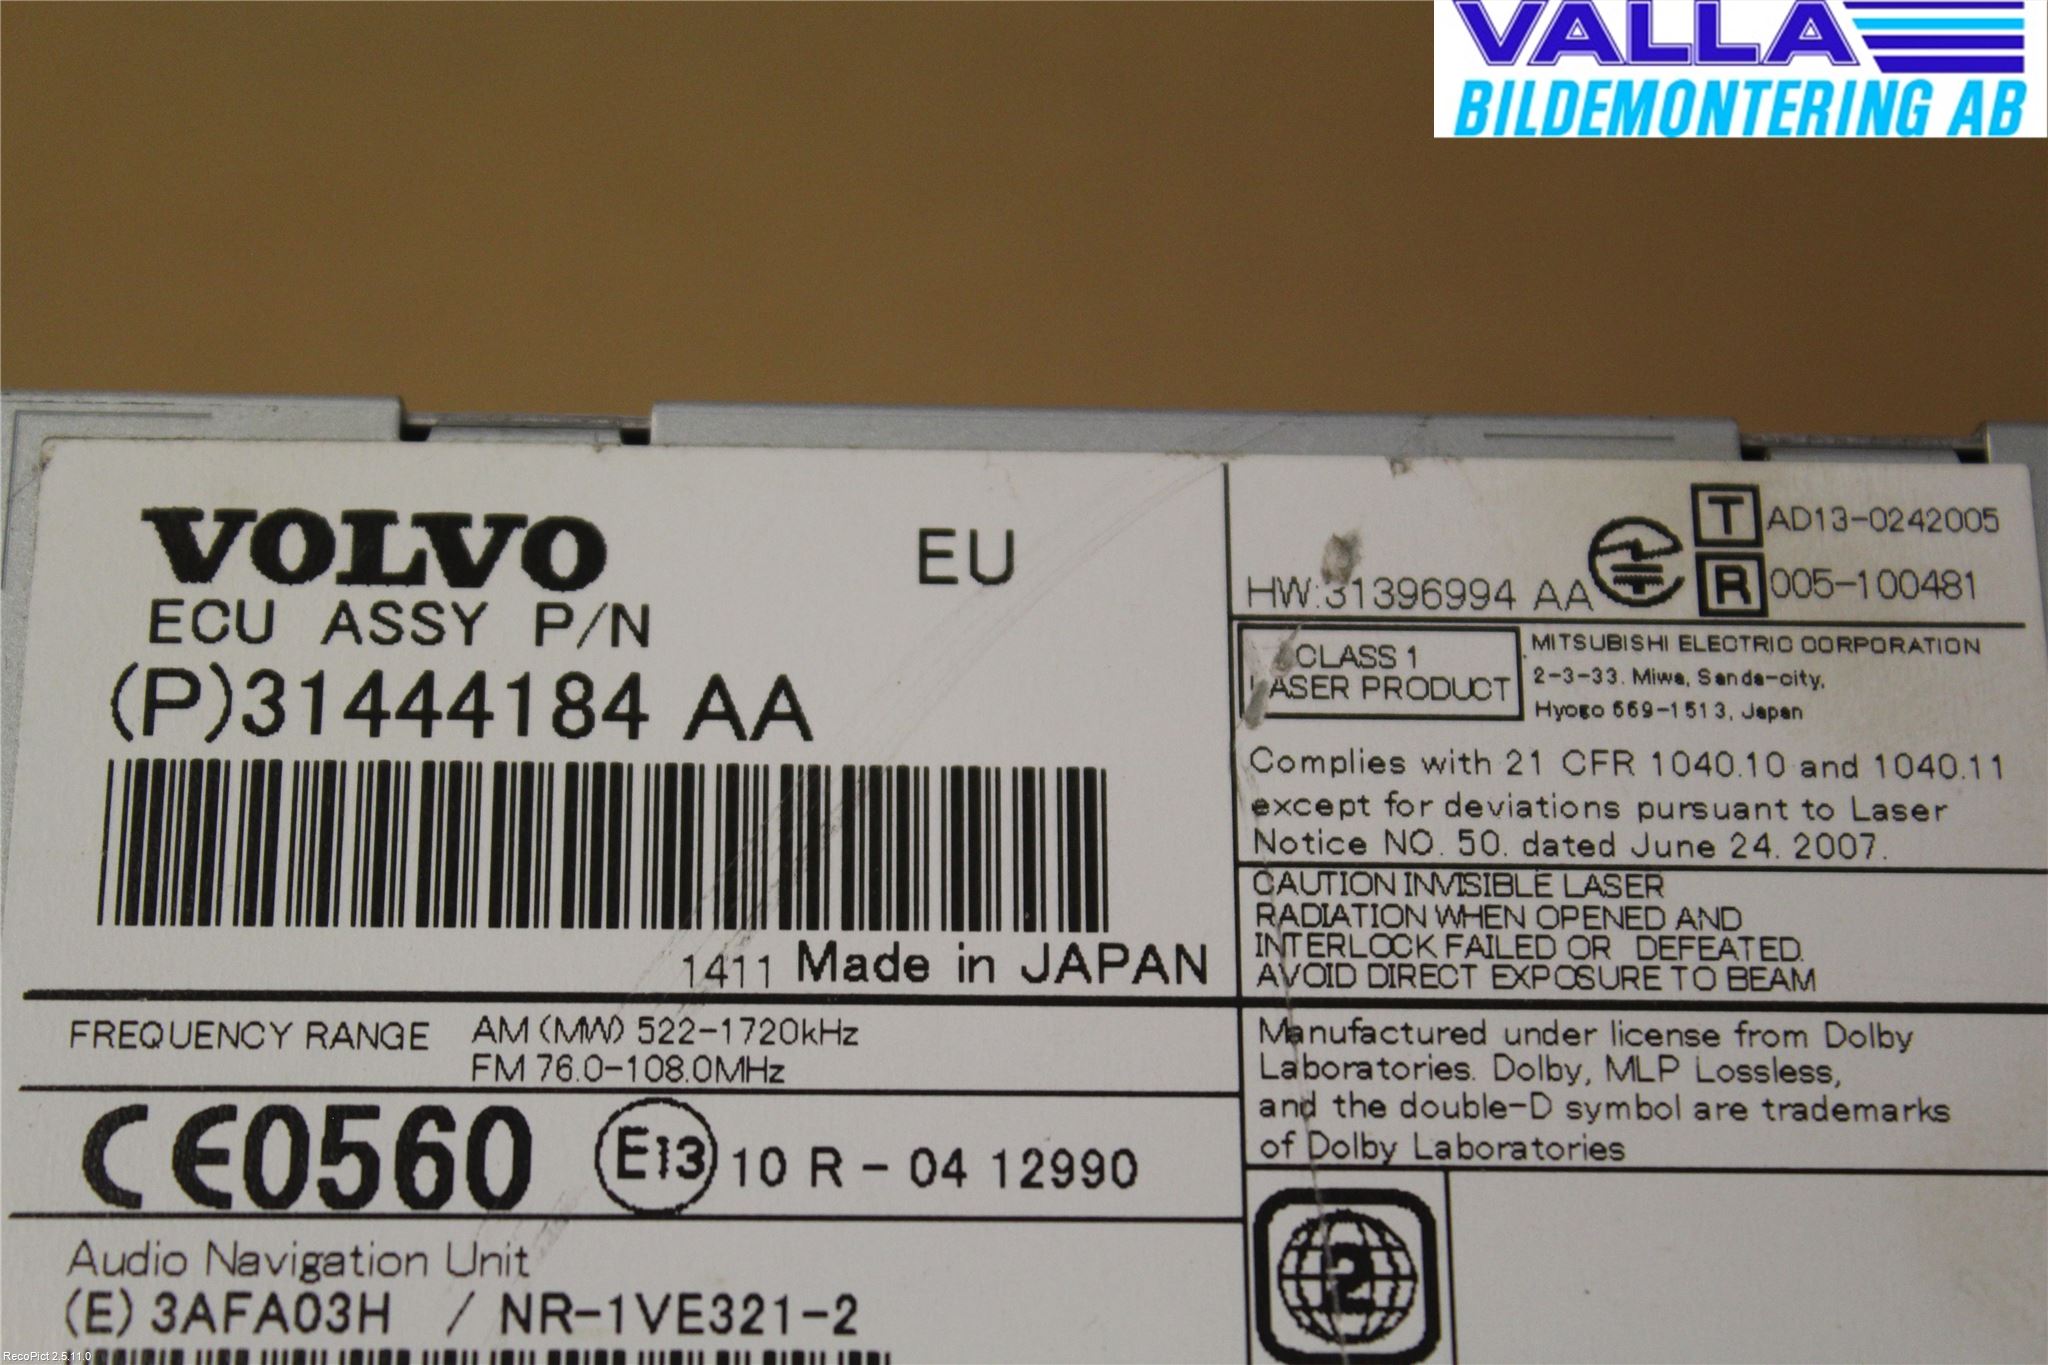 VALLA
BILDEMONTERING AB
VOLVO EU
ECU ASSY P/N
(P)31444184 AA
1411 Made in JAPAN
FREQUENCY RANGE AM (MW) 522-1720kHz
FM 76.0-108.0MHz
CE0560 E13 10 R - 04 12990
Audio Navigation Unit
(E) 3AFA03H / NR-1VE321-2
T AD13-0242005
HW:31396994 AA R 005-100481
CLASS 1
LASER PRODUCT
MITSUBISHI ELECTRIC CORPORATION
2-3-33. Miwa, Sanda-city,
Hyogo 669-1513, Japan
Complies with 21 CFR 1040.10 and 1040.11
except for deviations pursuant to Laser
Notice NO. 50. dated June 24. 2007.
CAUTION INVISIBLE LASER
RADIATION WHEN OPENED AND
INTERLOCK FAILED OR DEFEATED.
AVOID DIRECT EXPOSURE TO BEAM
Manufactured under license from Dolby
Laboratories. Dolby, MLP Lossless,
and the double-D symbol are trademarks
of Dolby Laboratories
2
RecoPict 2.5.11.0